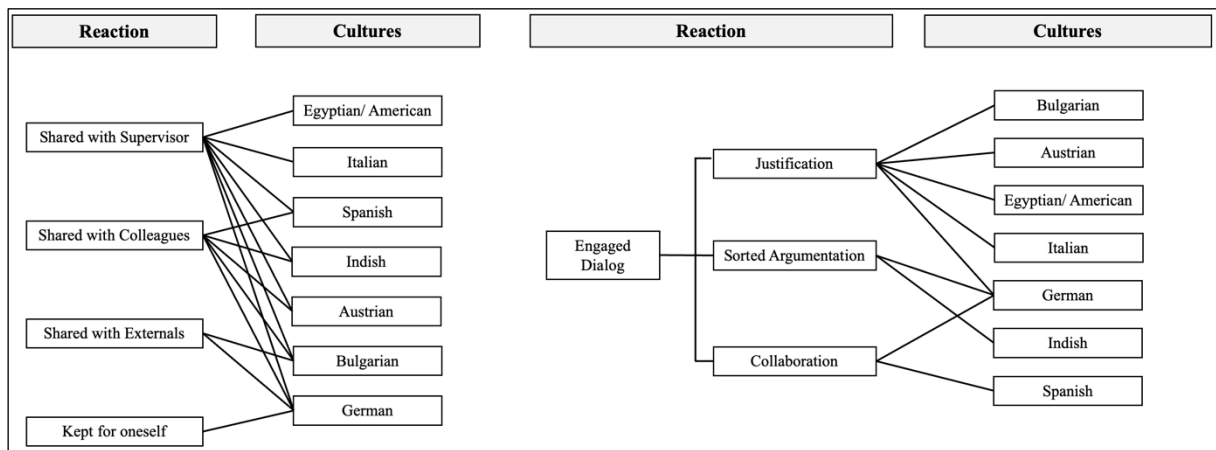 Reaction
Cultures
Shared with Supervisor
Shared with Colleagues
Shared with Externals
Kept for oneself
Egyptian/ American
Italian
Spanish
Indish
Austrian
Bulgarian
German
Reaction
Cultures
Engaged
Dialog
Justification
Sorted Argumentation
Collaboration
Bulgarian
Austrian
Egyptian/ American
Italian
German
Indish
Spanish